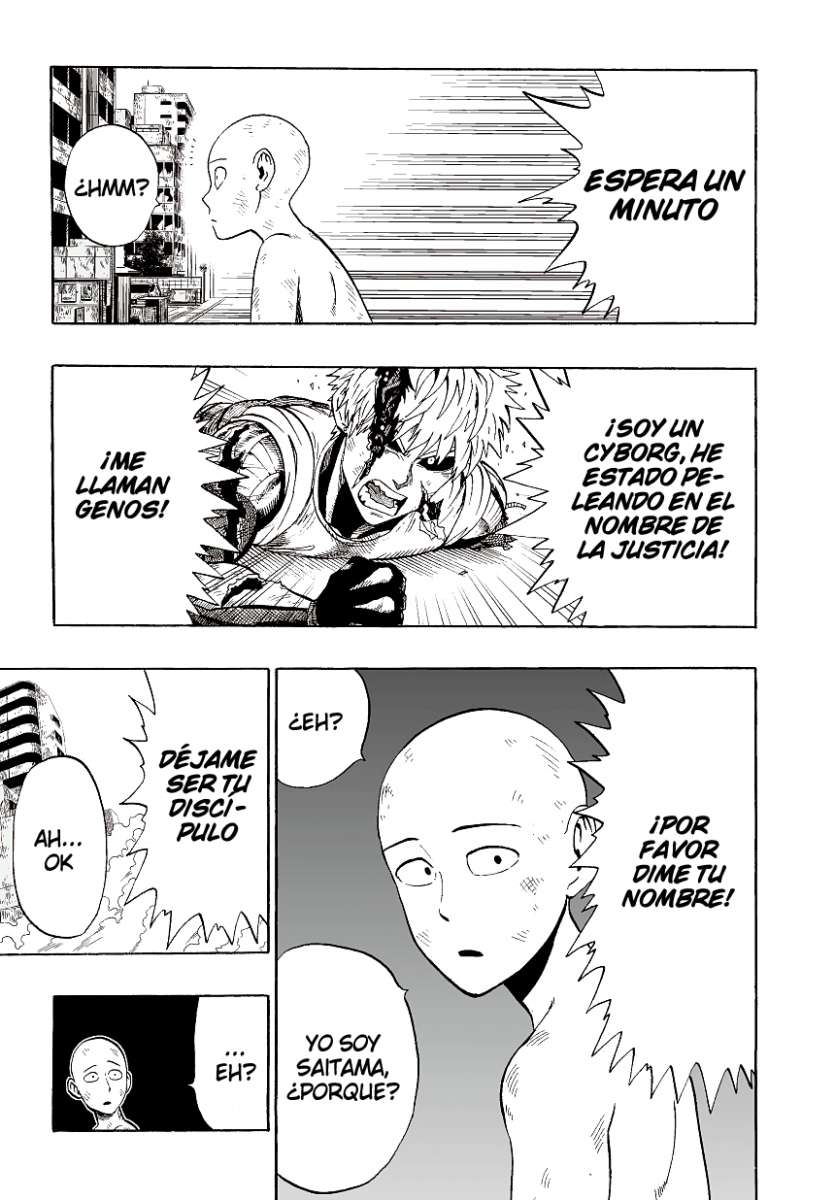 ESPERA UN
MINUTO
¿HMM?
¡SOY UN
CYBORG, HE
ESTADO PE-
LEANDO EN EL
NOMBRE DE
LA JUSTICIA!
¡ME
LLAMAN
GENOS!
¡POR
FAVOR
DIME TU
NOMBRE!
¿EH?
YO SOY
SAITAMA,
¿PORQUE?
DÉJAME
SER TU
DISCÍ-
PULO
AH...
OK
...
EH?